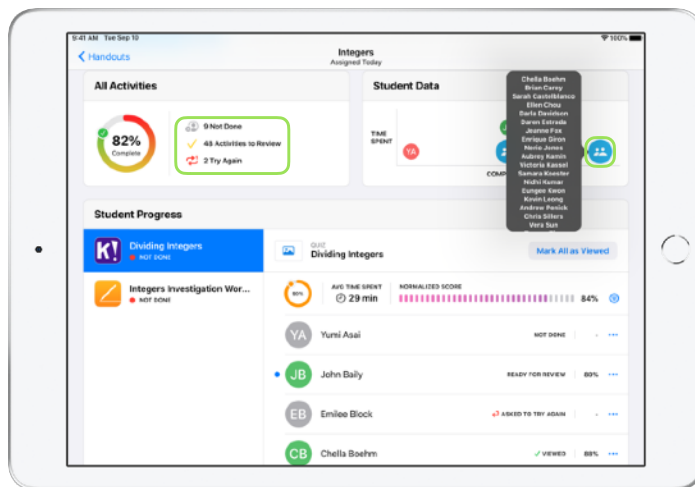 9:41 AM Tue Sep 10
100%
Handouts
Integers
Assigned Today
All Activities
82%
Complete
9 Not Done
48 Activities to Review
2 Try Again
Student Data
TIME
SPENT
YA
Chella Boehm
Brian Carey
Sarah Castelblanco
Ellen Chou
Darla Davidson
Daren Estrada
Jeanne Fox
Enrique Giron
Neria Jones
Aubrey Kamin
Victoria Kassel
Samara Koester
Nidhi Kumar
Eungee Kwon
Kevin Leong
Andrew Penick
Chris Sillers
Vera Sun
Student Progress
K!
Dividing Integers
NOT DONE
Integers Investigation Wor...
NOT DONE
QUIZ
Dividing Integers
Mark All as Viewed
AVG TIME SPENT
29 min
NORMALIZED SCORE
84%
YA
Yumi Asai
NOT DONE
-
JB
John Baily
READY FOR REVIEW
80%
EB
Emilee Block
ASKED TO TRY AGAIN
-
CB
Chella Boehm
VIEWED
88%